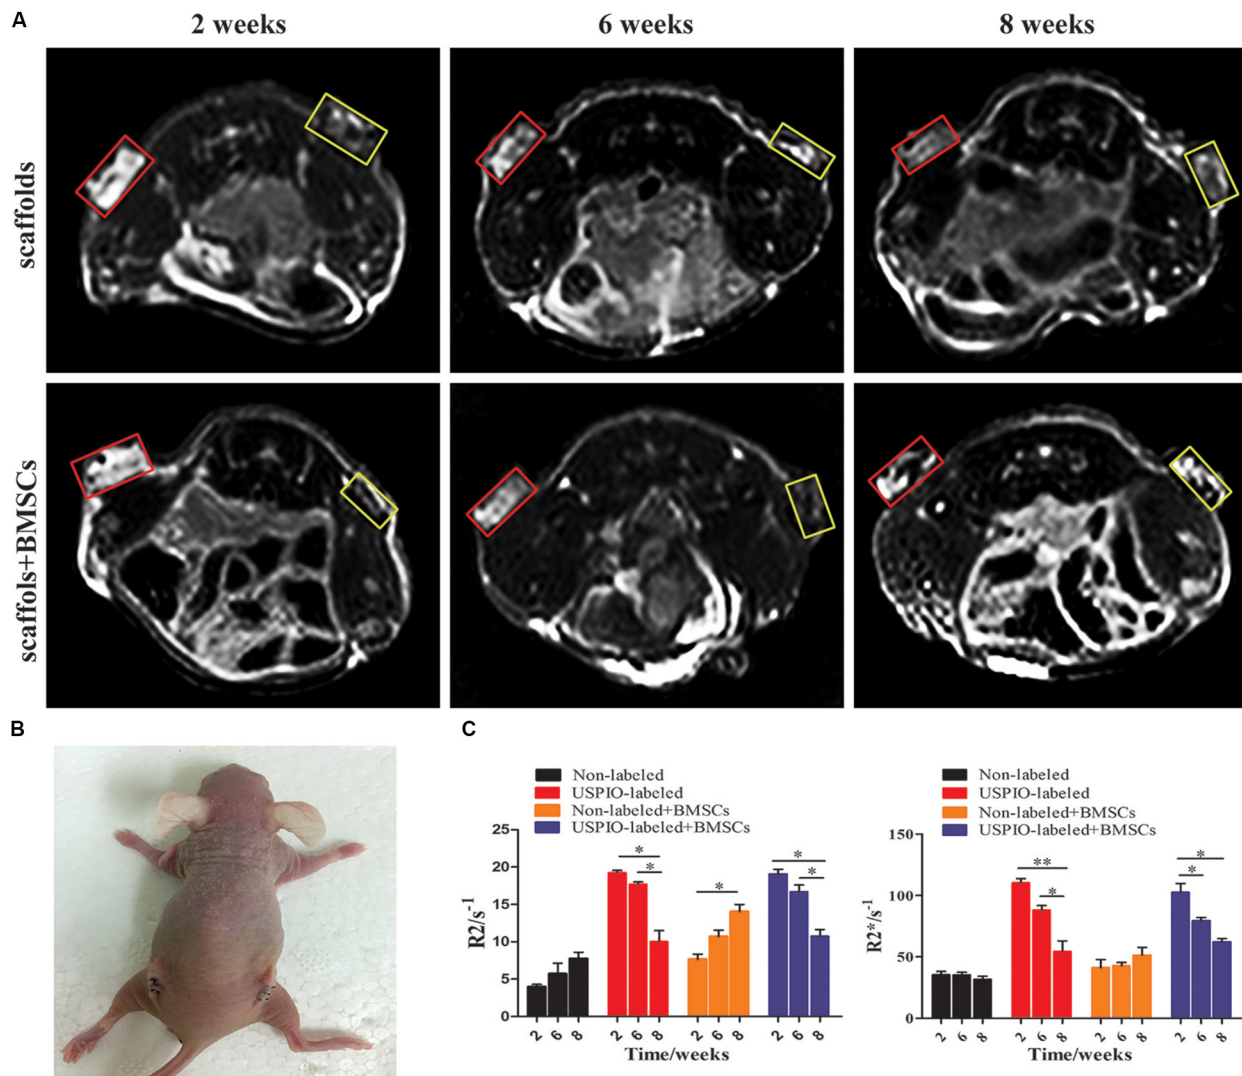 A
2 weeks
6 weeks
8 weeks
scaffolds
scaffols+BMSCs
B
C
Non-labeled
USPIO-labeled
Non-labeled+BMSCs
USPIO-labeled+BMSCs
25
20
15
10
5
0
R2/s-1
* * * * *
2 6 8 2 6 8 2 6 8 2 6 8
Time/weeks
Non-labeled
USPIO-labeled
Non-labeled+BMSCs
USPIO-labeled+BMSCs
150
100
50
0
R2*/s-1
** * * *
2 6 8 2 6 8 2 6 8 2 6 8
Time/weeks